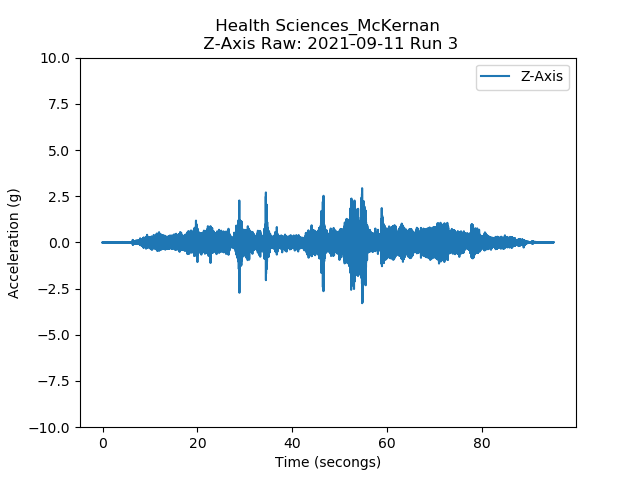 Health Sciences_McKernan
Z-Axis Raw: 2021-09-11 Run 3
Z-Axis
10.0
7.5
5.0
2.5
0.0
−2.5
−5.0
−7.5
−10.0
Acceleration (g)
0 20 40 60 80
Time (secongs)